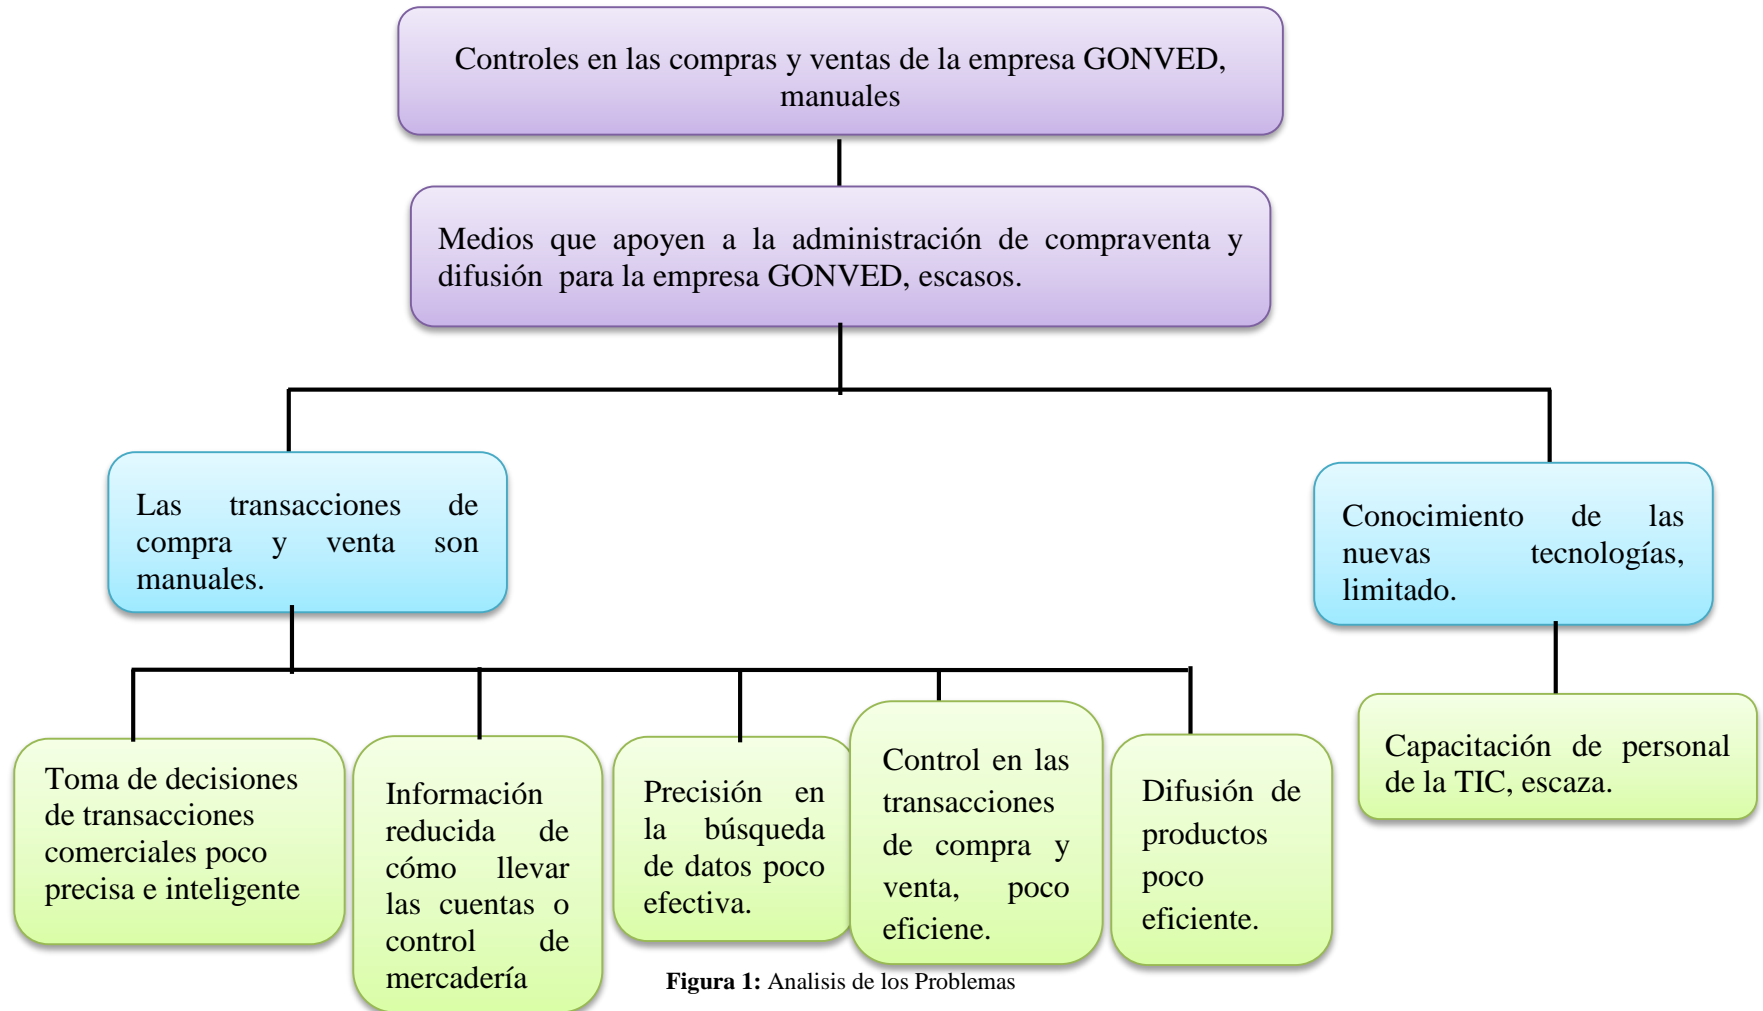 Controles en las compras y ventas de la empresa GONVED,
manuales
Medios que apoyen a la administración de compraventa y
difusión para la empresa GONVED, escasos.
Las transacciones de
compra y venta son
manuales.
Conocimiento de las
nuevas tecnologías,
limitado.
Toma de decisiones
de transacciones
comerciales poco
precisa e inteligente
Información
reducida de
cómo llevar
las cuentas o
control de
mercadería
Precisión en
la búsqueda
de datos poco
efectiva.
Control en las
transacciones
de compra y
venta, poco
eficiene.
Difusión de
productos
poco
eficiente.
Capacitación de personal
de la TIC, escaza.
Figura 1: Analisis de los Problemas